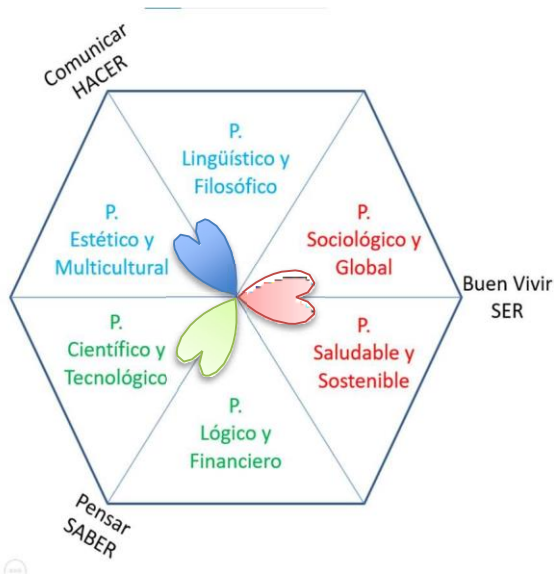 Comunicar
HACER
P.
Lingüístico y
Filosófico
P.
Estético y
Multicultural
P.
Sociológico y
Global
Buen Vivir
SER
P.
Científico y
Tecnológico
P.
Saludable y
Sostenible
P.
Lógico y
Financiero
Pensar
SABER